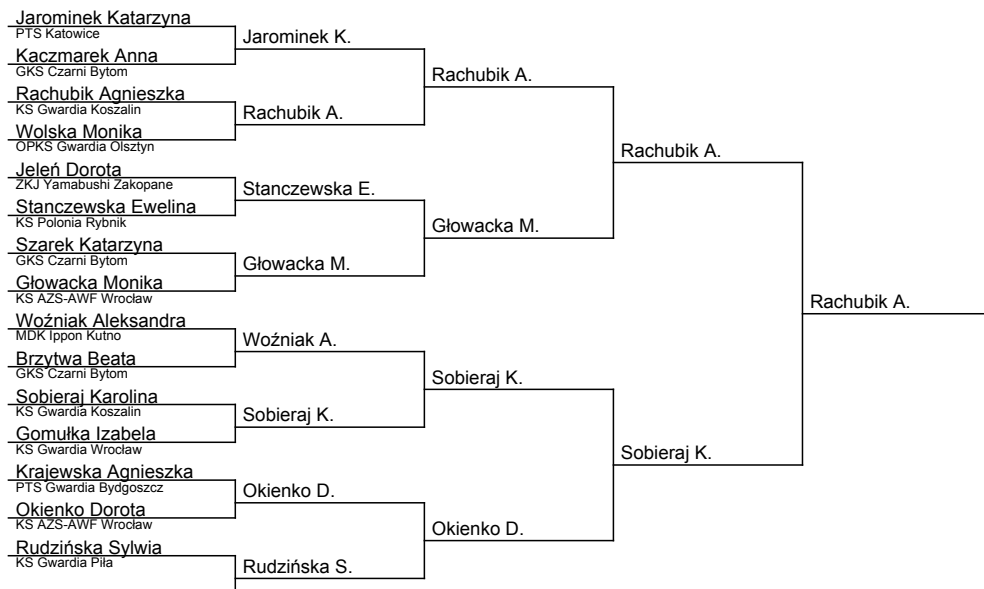 Jarominek Katarzyna
PTS Katowice
Jarominek K.
Kaczmarek Anna
GKS Czarni Bytom
Rachubik A.
Rachubik Agnieszka
KS Gwardia Koszalin
Rachubik A.
Wolska Monika
OPKS Gwardia Olsztyn
Rachubik A.
Jeleń Dorota
ZKJ Yamabushi Zakopane
Stanczewska E.
Stanczewska Ewelina
KS Polonia Rybnik
Głowacka M.
Szarek Katarzyna
GKS Czarni Bytom
Głowacka M.
Głowacka Monika
KS AZS-AWF Wrocław
Rachubik A.
Woźniak Aleksandra
MDK Ippon Kutno
Woźniak A.
Brzytwa Beata
GKS Czarni Bytom
Sobieraj K.
Sobieraj Karolina
KS Gwardia Koszalin
Sobieraj K.
Gomułka Izabela
KS Gwardia Wrocław
Sobieraj K.
Krajewska Agnieszka
PTS Gwardia Bydgoszcz
Okienko D.
Okienko Dorota
KS AZS-AWF Wrocław
Okienko D.
Rudzińska Sylwia
KS Gwardia Piła
Rudzińska S.